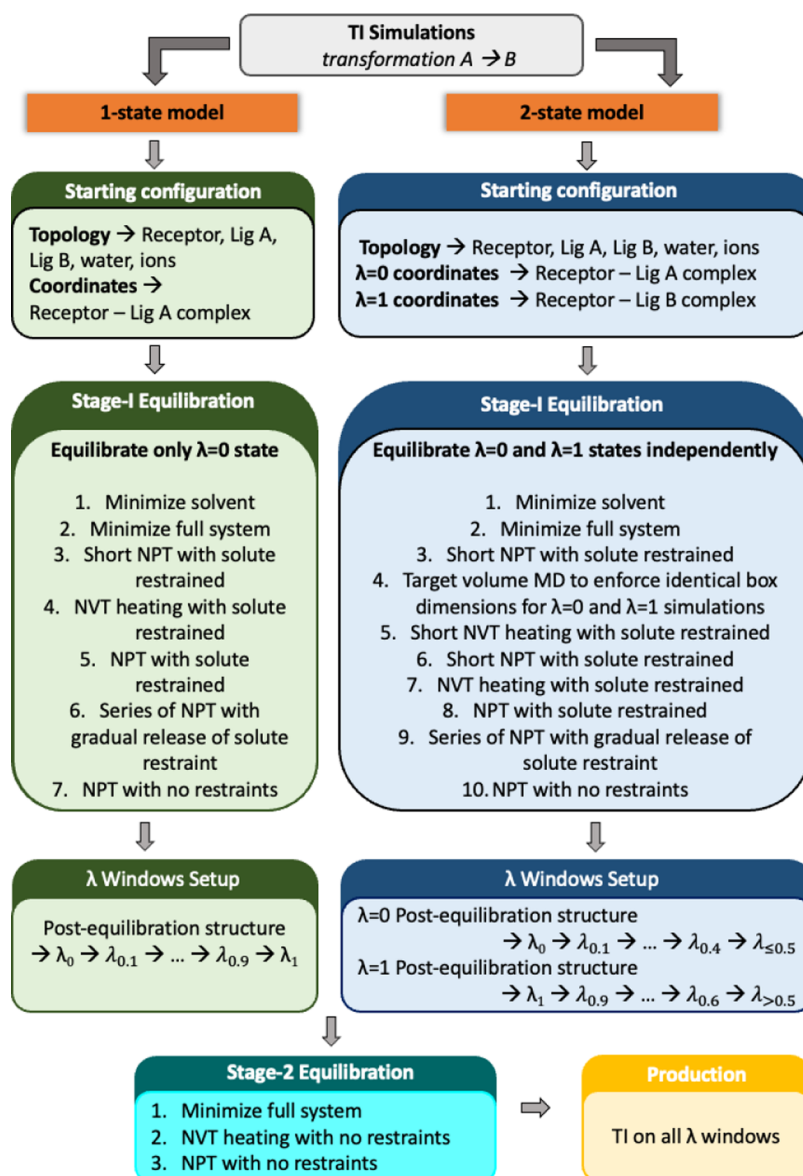 TI Simulations
transformation A → B
1-state model
2-state model
Starting configuration
Topology → Receptor, Lig A,
Lig B, water, ions
Coordinates →
Receptor – Lig A complex
Starting configuration
Topology → Receptor, Lig A, Lig B, water, ions
λ=0 coordinates → Receptor – Lig A complex
λ=1 coordinates → Receptor – Lig B complex
Stage-I Equilibration
Equilibrate only λ=0 state
1. Minimize solvent
2. Minimize full system
3. Short NPT with solute
restrained
4. NVT heating with solute
restrained
5. NPT with solute
restrained
6. Series of NPT with
gradual release of solute
restraint
7. NPT with no restraints
Stage-I Equilibration
Equilibrate λ=0 and λ=1 states independently
1. Minimize solvent
2. Minimize full system
3. Short NPT with solute restrained
4. Target volume MD to enforce identical box
dimensions for λ=0 and λ=1 simulations
5. Short NVT heating with solute restrained
6. Short NPT with solute restrained
7. NVT heating with solute restrained
8. NPT with solute restrained
9. Series of NPT with gradual release of
solute restraint
10. NPT with no restraints
λ Windows Setup
Post-equilibration structure
→ λ₀ → λ₀.₁ → ... → λ₀.₉ → λ₁
λ Windows Setup
λ=0 Post-equilibration structure
→ λ₀ → λ₀.₁ → ... → λ₀.₄ → λ≤₀.₅
λ=1 Post-equilibration structure
→ λ₁ → λ₀.₉ → ... → λ₀.₆ → λ>₀.₅
Stage-2 Equilibration
1. Minimize full system
2. NVT heating with no restraints
3. NPT with no restraints
Production
TI on all λ windows